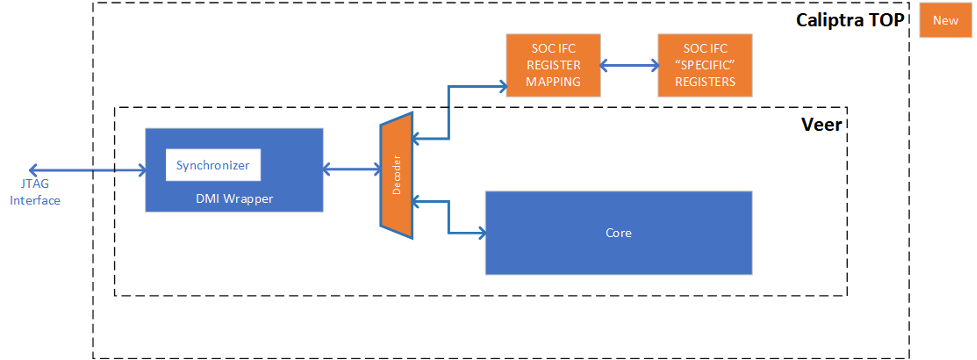 Caliptra TOP
New
SOC IFC
REGISTER
MAPPING
SOC IFC
“SPECIFIC”
REGISTERS
Veer
Synchronizer
DMI Wrapper
Decoder
JTAG
Interface
Core